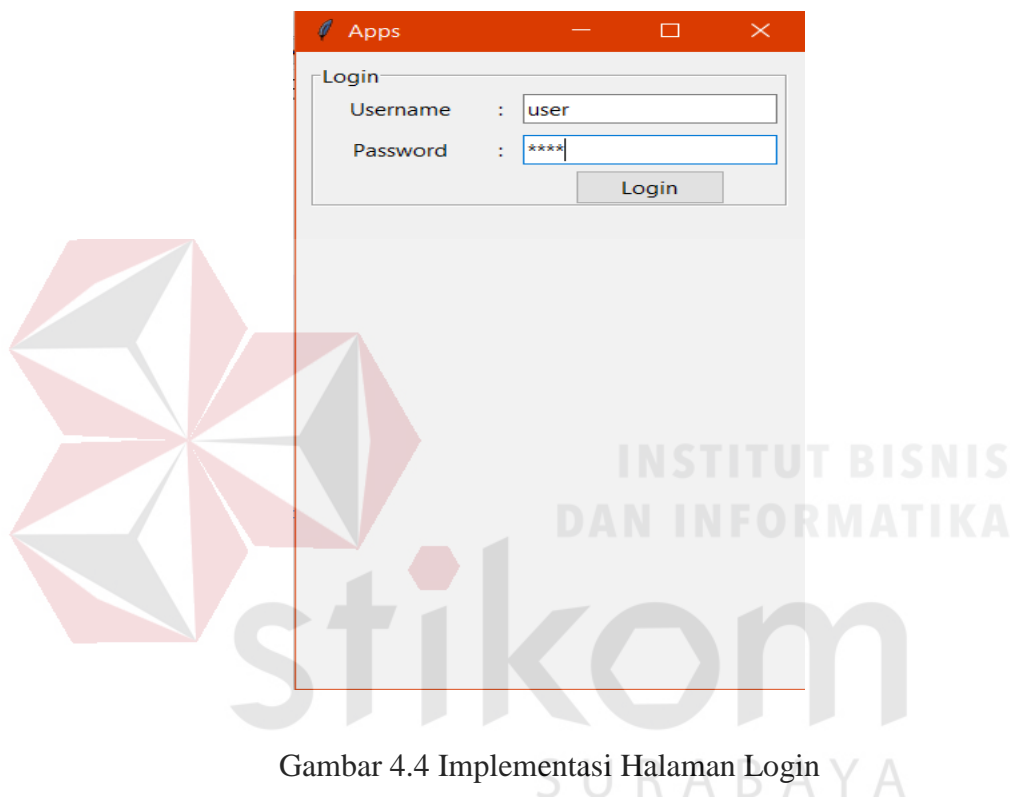 Apps
Login
Username : user
Password : ****
Login
INSTITUT BISNIS
DAN INFORMATIKA
stikom
Gambar 4.4 Implementasi Halaman Login
SURABAYA